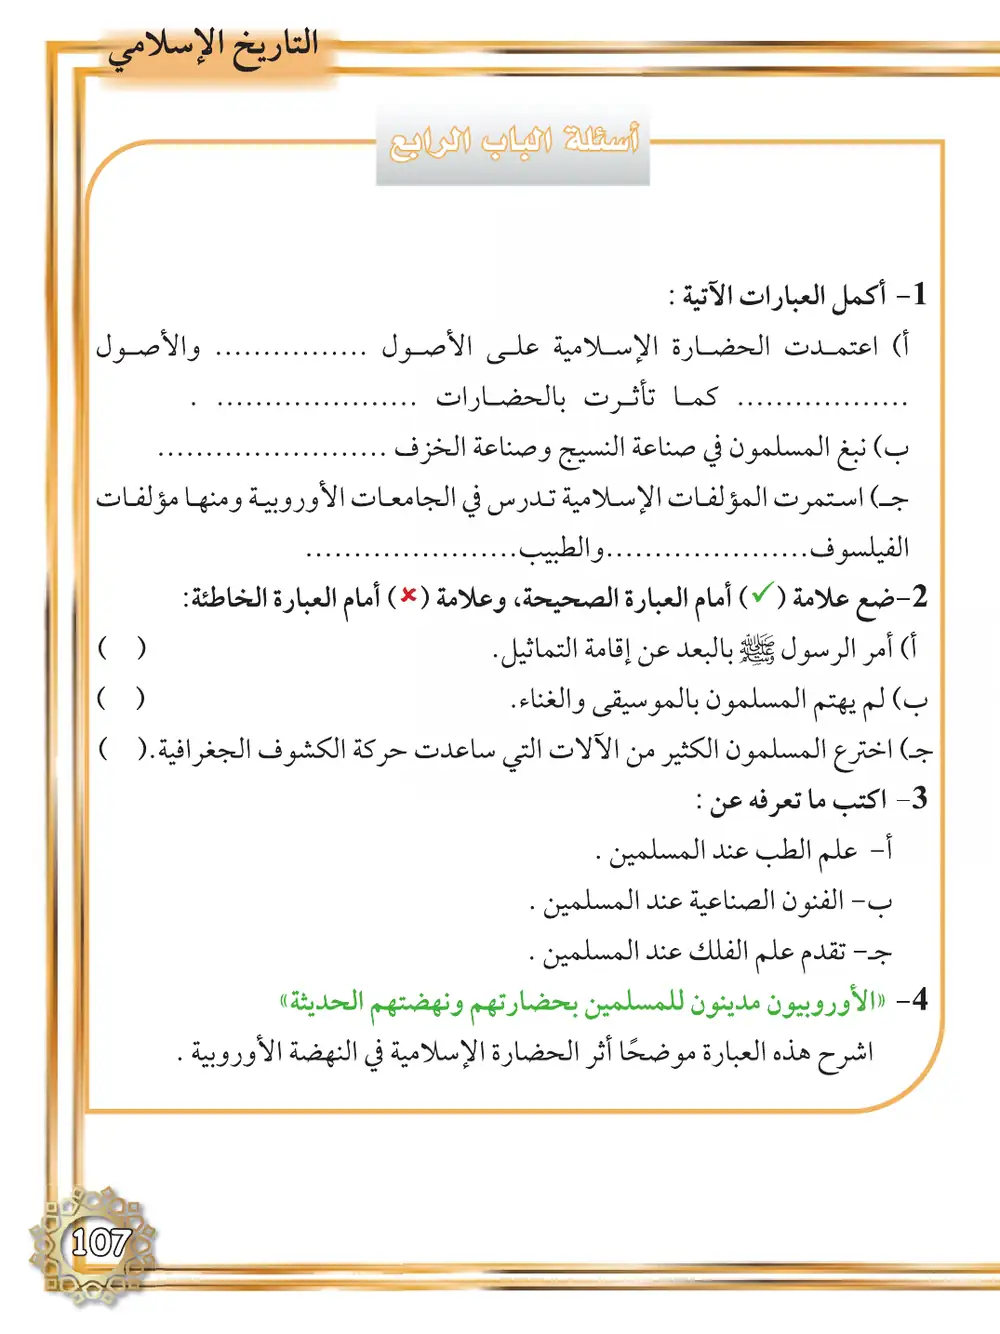 التاريخ الإسلامي
أسئلة الباب الرابع
1- أكمل العبارات الآتية :
أ) اعتمدت الحضارة الإسلامية على الأصول ................ والأصول
.................. كما تأثرت بالحضارات ..................... .
ب) نبغ المسلمون في صناعة النسيج وصناعة الخزف ........................
جـ) استمرت المؤلفات الإسلامية تدرس في الجامعات الأوروبية ومنها مؤلفات
الفيلسوف.....................والطبيب......................
2-ضع علامة (✓) أمام العبارة الصحيحة، وعلامة (✗) أمام العبارة الخاطئة:
أ) أمر الرسول ﷺ بالبعد عن إقامة التماثيل. ( )
ب) لم يهتم المسلمون بالموسيقى والغناء. ( )
جـ) اخترع المسلمون الكثير من الآلات التي ساعدت حركة الكشوف الجغرافية.( )
3- اكتب ما تعرفه عن :
أ- علم الطب عند المسلمين .
ب- الفنون الصناعية عند المسلمين .
جـ- تقدم علم الفلك عند المسلمين .
4- «الأوروبيون مدينون للمسلمين بحضارتهم ونهضتهم الحديثة»
اشرح هذه العبارة موضحًا أثر الحضارة الإسلامية في النهضة الأوروبية .
107